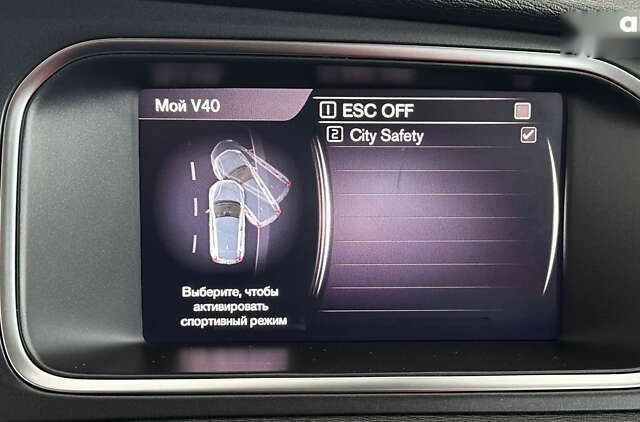 Мой V40
1 ESC OFF
2 City Safety
Выберите, чтобы
активировать
спортивный режим